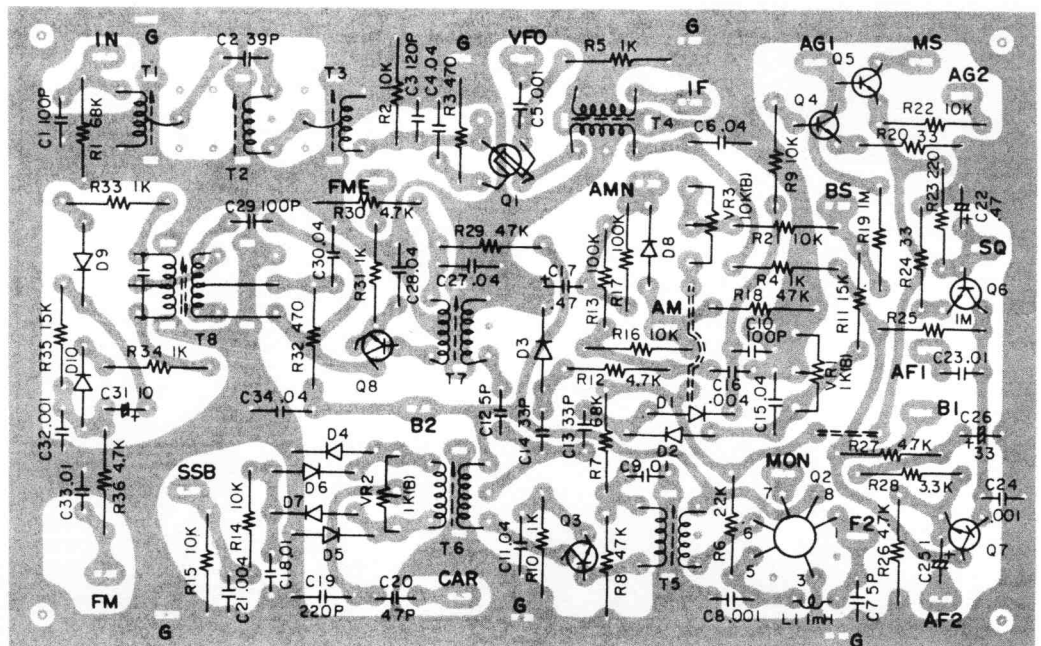 IN
G
C2 39P
T1
T3
C1 100P
R1 68K
T2
R2 10K
C3 120P
C4 .04
R3 470
G
VFO
C5 .001
R5 1K
G
IF
T4
C6 .04
Q1
AG1
Q5
MS
AG2
Q4
R22 10K
R20 33
R9 10K
R33 1K
C29 100P
R30 4.7K
R29 47K
C27 .04
C30 .04
R31 1K
C28 .04
AMN
D8
VR3
10K(B)
R2 10K
R4 1K
BS
R19 1M
R23 220
C22
.47
SQ
R24 33
Q6
D9
T8
R35 15K
D10
R34 1K
C31 10
+
R32 470
Q8
T7
D3
+
C17
.47
R13 100K
R17 100K
AM
R18 47K
R16 10K
R12 4.7K
C10
100P
C16
.004
C15 .04
VR1
1K(B)
R11 15K
R25
1M
AF1
C23 .01
C34 .04
B2
C12 5P
C14 33P
C13 33P
R7 68K
D1
D2
B1
C26
33
+
C32 .001
C33 .01
R36 4.7K
SSB
D4
D6
D7
D5
VR2
1K(B)
T6
R14 10K
R15 10K
C21 .004
C18 .01
C19
220P
C20
47P
CAR
C11 .04
R10 1K
Q3
R8 47K
C9 .01
T5
R6 22K
MON
Q2
7
8
6
1
5
3
F2
R27 4.7K
R28 3.3K
R26 4.7K
C24
.001
Q7
C25 1
+
C8 .001
L1 1mH
C7 5P
AF2
FM
G
G
G